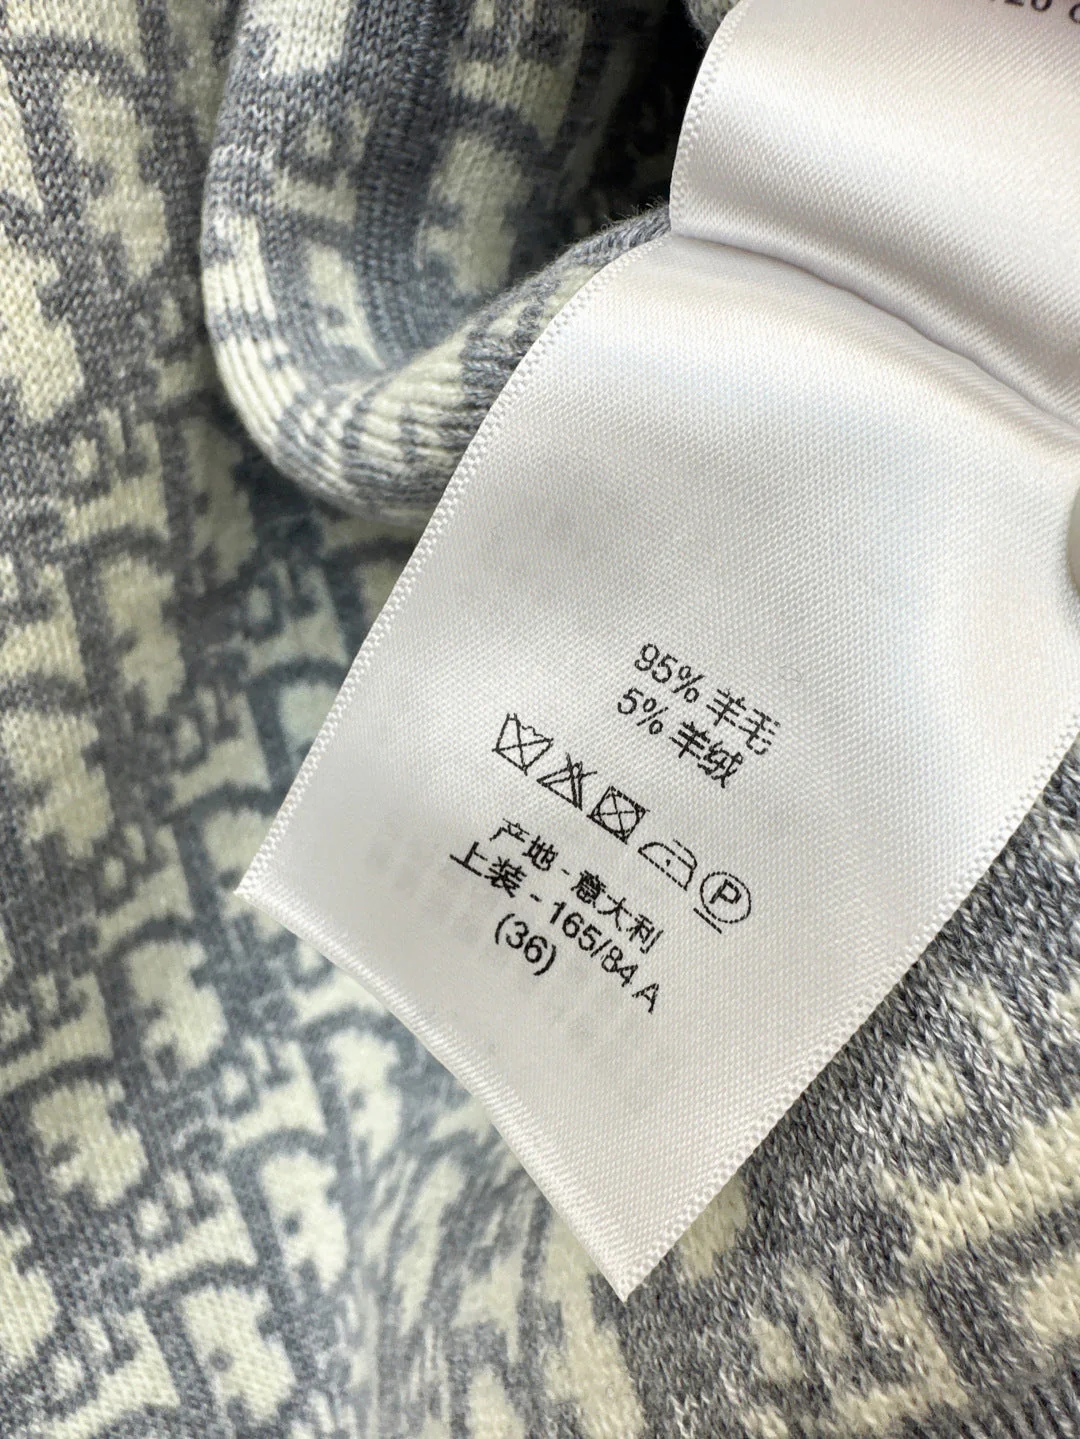 95% 羊毛
5% 羊绒
P
产地 - 意大利
上装 - 165/84 A
(36)